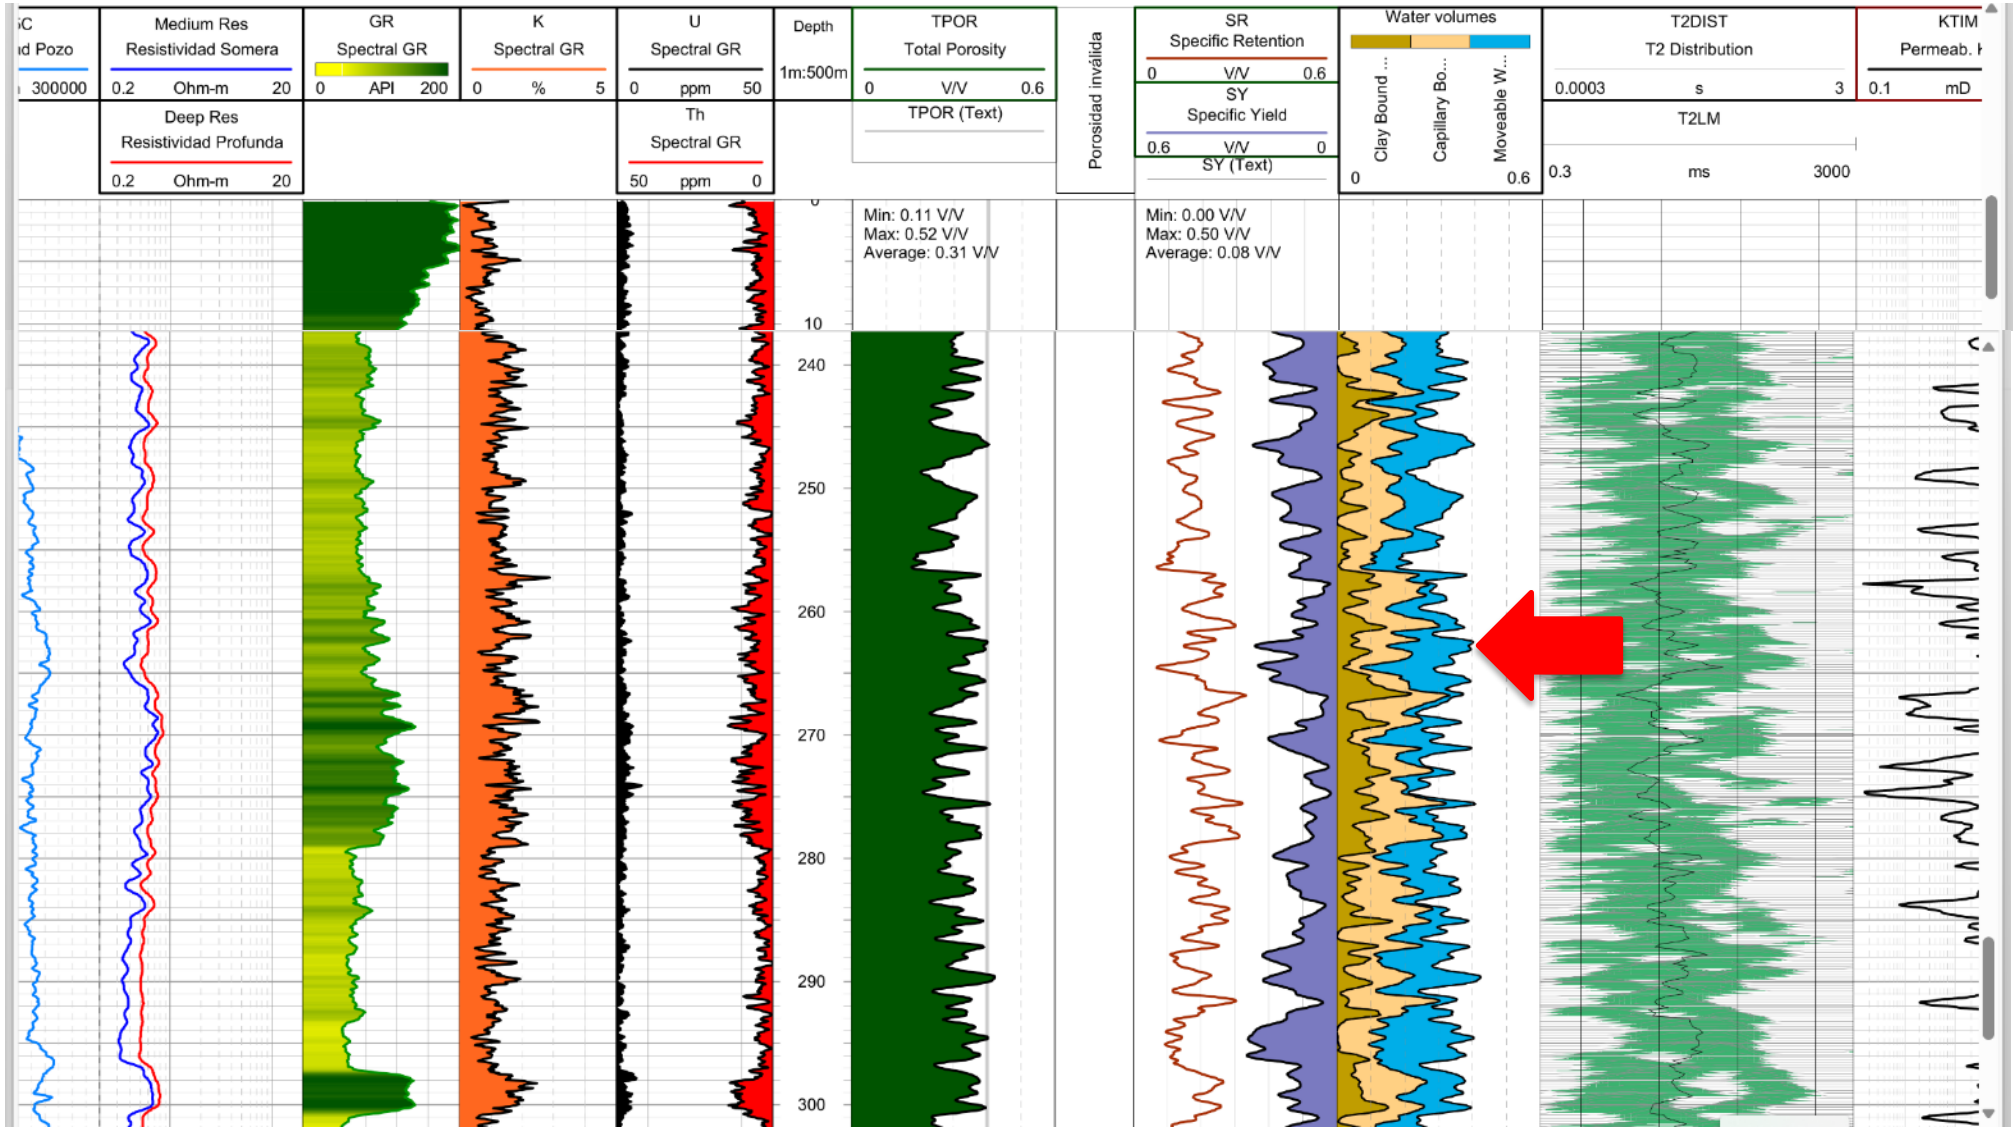 SC
id Pozo
300000
Medium Res
Resistividad Somera
0.2 Ohm-m 20
Deep Res
Resistividad Profunda
0.2 Ohm-m 20
GR
Spectral GR
0 API 200
K
Spectral GR
0 % 5
U
Spectral GR
0 ppm 50
Th
Spectral GR
50 ppm 0
Depth
1m:500m
TPOR
Total Porosity
0 V/V 0.6
TPOR (Text)
Porosidad inválida
SR
Specific Retention
0 V/V 0.6
SY
Specific Yield
0.6 V/V 0
SY (Text)
Water volumes
Clay Bound ...
Capillary Bo...
Moveable W...
0 0.6
T2DIST
T2 Distribution
0.0003 s 3
T2LM
0.3 ms 3000
KTIM
Permeab. K
0.1 mD
0
Min: 0.11 V/V
Max: 0.52 V/V
Average: 0.31 V/V
Min: 0.00 V/V
Max: 0.50 V/V
Average: 0.08 V/V
10
240
250
260
270
280
290
300